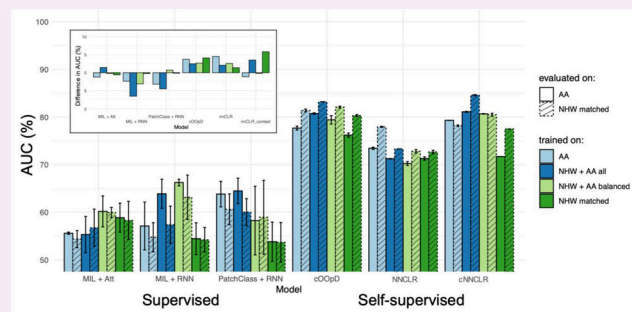 100
90
80
70
60
50
AUC (%)
10
5
0
-5
-10
Difference in AUC (%)
MIL + Att
MIL + RNN
PatchClass + RNN
cOOpD
Model
MIL + Att
MIL + RNN
PatchClass + RNN
cOOpD
NNCLR
cNNCLR
Model
Supervised
Self-supervised
evaluated on:
AA
NHW matched
trained on:
AA
NHW + AA all
NHW + AA balanced
NHW matched